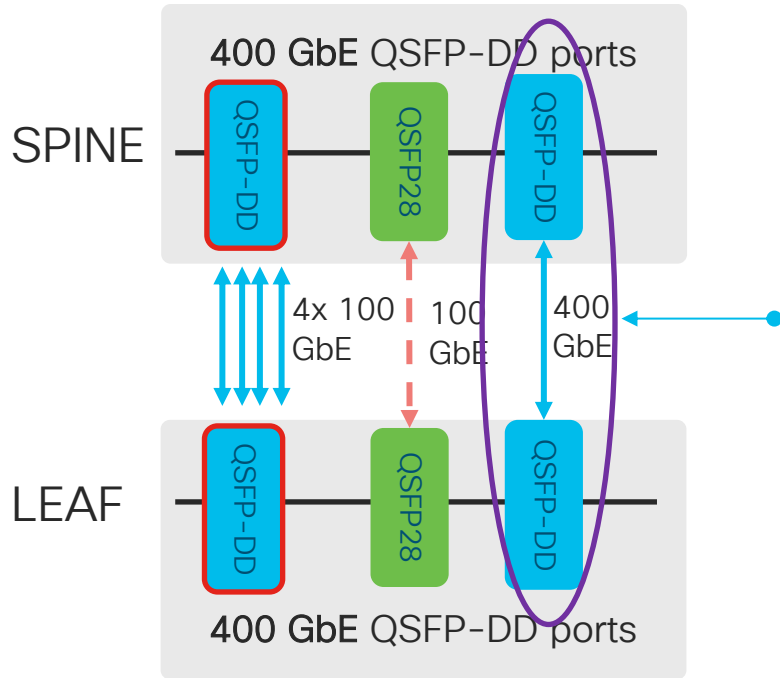 400 GbE QSFP-DD ports
SPINE
QSFP-DD
QSFP28
QSFP-DD
4x 100
GbE
100
GbE
400
GbE
LEAF
QSFP-DD
QSFP28
QSFP-DD
400 GbE QSFP-DD ports